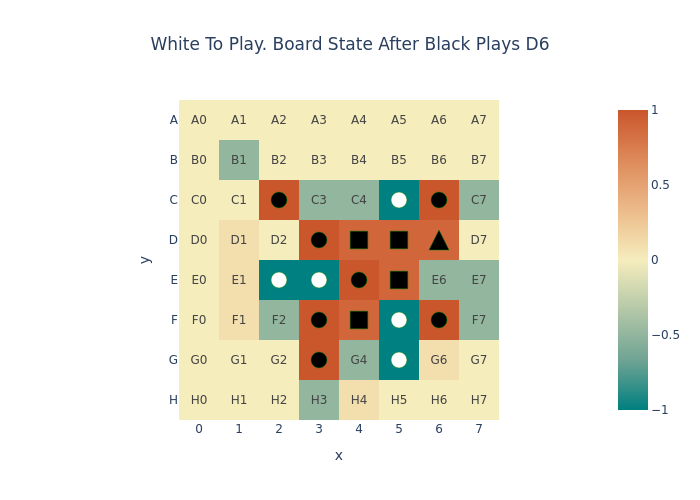 White To Play. Board State After Black Plays D6
A A0 A1 A2 A3 A4 A5 A6 A7
B B0 B1 B2 B3 B4 B5 B6 B7
C C0 C1 C3 C4 C7
D D0 D1 D2 D7
E E0 E1 E6 E7
F F0 F1 F2 F7
G G0 G1 G2 G4 G6 G7
H H0 H1 H2 H3 H4 H5 H6 H7
0 1 2 3 4 5 6 7
x
y
1
0.5
0
−0.5
−1